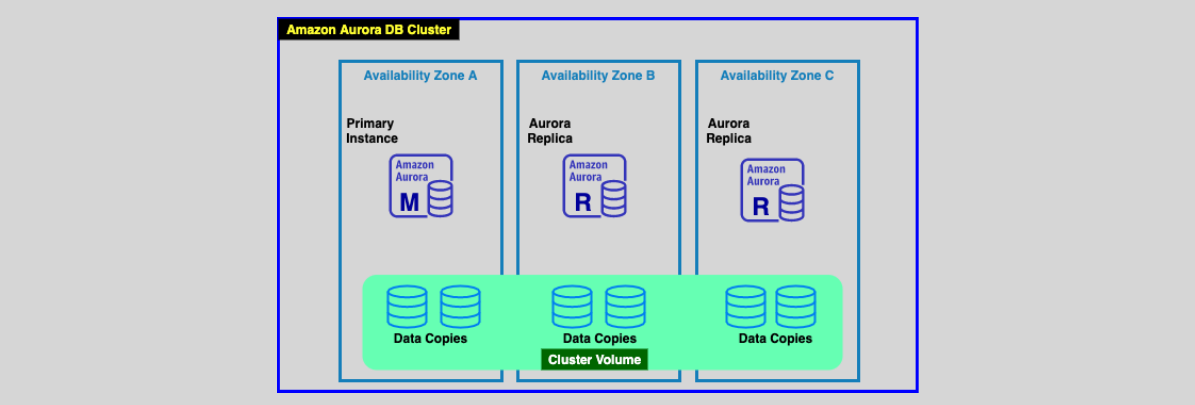 Amazon Aurora DB Cluster
Availability Zone A
Availability Zone B
Availability Zone C
Primary
Instance
Aurora
Replica
Aurora
Replica
Amazon
Aurora
M
Amazon
Aurora
R
Amazon
Aurora
R
Data Copies
Data Copies
Data Copies
Cluster Volume